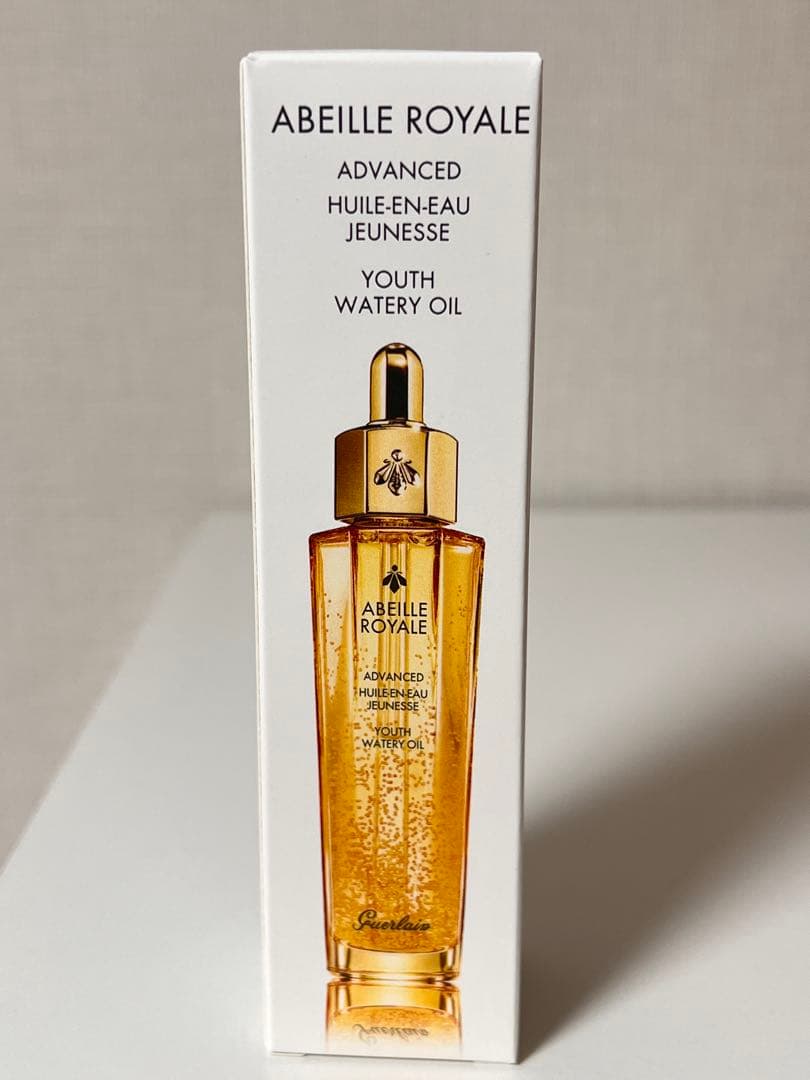 ABEILLE ROYALE
ADVANCED
HUILE-EN-EAU
JEUNESSE
YOUTH
WATERY OIL
ABEILLE
ROYALE
ADVANCED
HUILE-EN-EAU
JEUNESSE
YOUTH
WATERY OIL
Guerlain
Guerlain